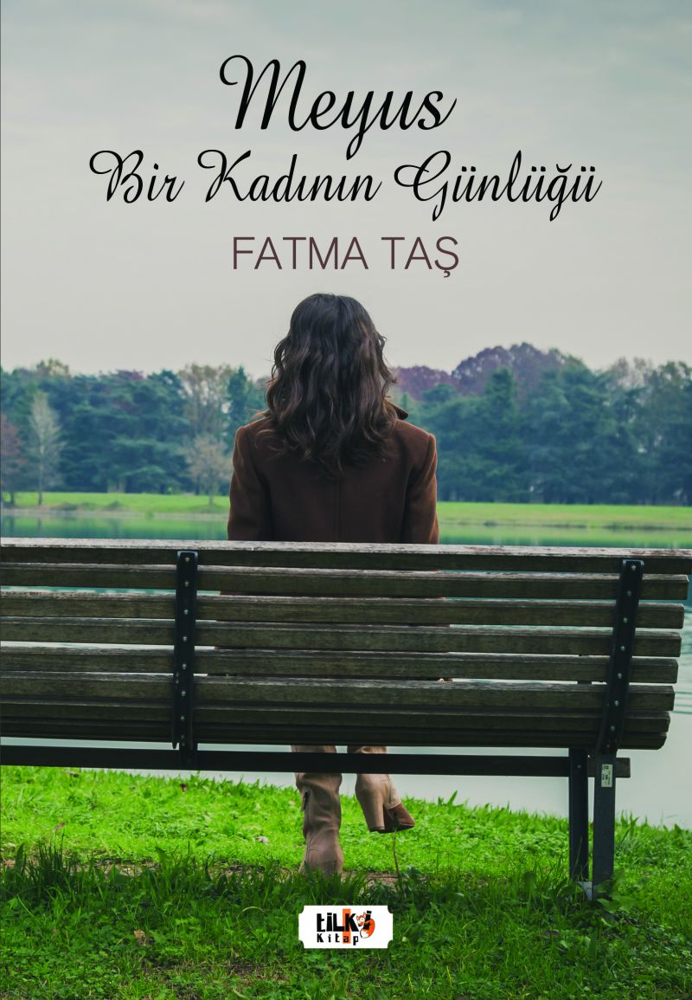 Meyus
Bir Kadının Günlüğü
FATMA TAŞ
tilki
Kitap